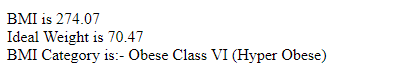 BMI is 274.07
Ideal Weight is 70.47
BMI Category is:- Obese Class VI (Hyper Obese)